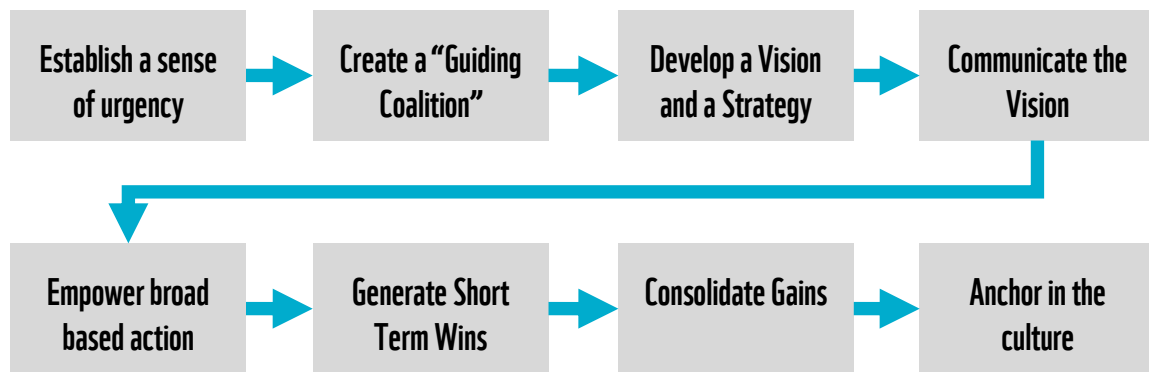 Establish a sense
of urgency
Create a “Guiding
Coalition”
Develop a Vision
and a Strategy
Communicate the
Vision
Empower broad
based action
Generate Short
Term Wins
Consolidate Gains
Anchor in the
culture